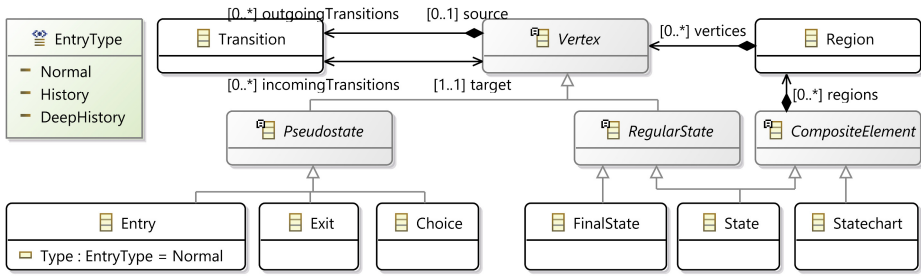 [0..*] outgoingTransitions [0..1] source
EntryType
Transition
Vertex
[0..*] vertices
Region
Normal
History
DeepHistory
[0..*] incomingTransitions [1..1] target
[0..*] regions
Pseudostate
RegularState
CompositeElement
Entry
Exit
Choice
FinalState
State
Statechart
Type : EntryType = Normal